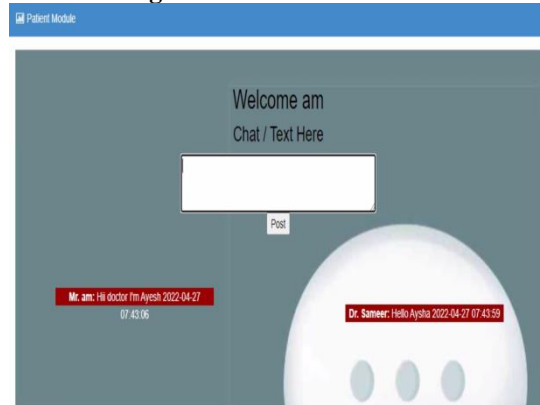 Patient Module
Welcome am
Chat / Text Here
Post
Mr. am: Hii doctor I'm Ayesh 2022-04-27
07:43:06
Dr. Sameer: Hello Aysha 2022-04-27 07:43:59